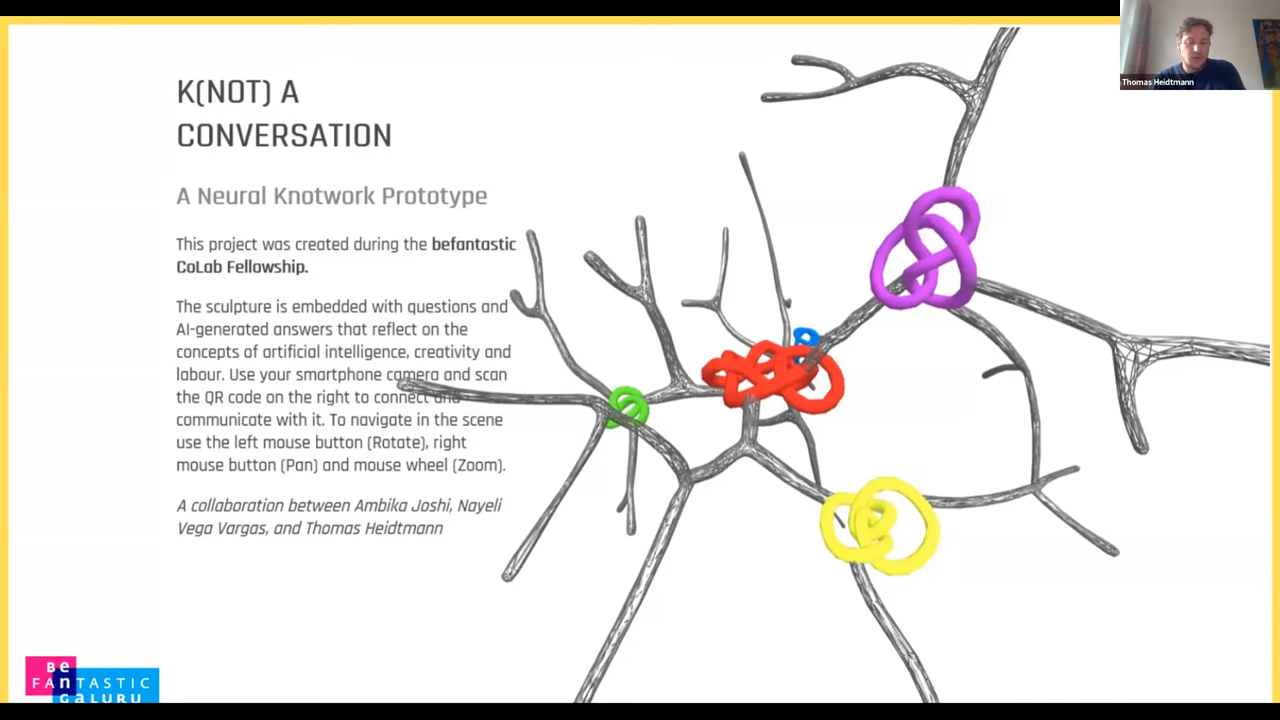 K(NOT) A
CONVERSATION
A Neural Knotwork Prototype
This project was created during the befantastic
CoLab Fellowship.
The sculpture is embedded with questions and
AI-generated answers that reflect on the
concepts of artificial intelligence, creativity and
labour. Use your smartphone camera and scan
the QR code on the right to connect and
communicate with it. To navigate in the scene
use the left mouse button (Rotate), right
mouse button (Pan) and mouse wheel (Zoom).
A collaboration between Ambika Joshi, Nayeli
Vega Vargas, and Thomas Heidtmann
Thomas Heidtmann
Be
FANTASTIC
GALURU